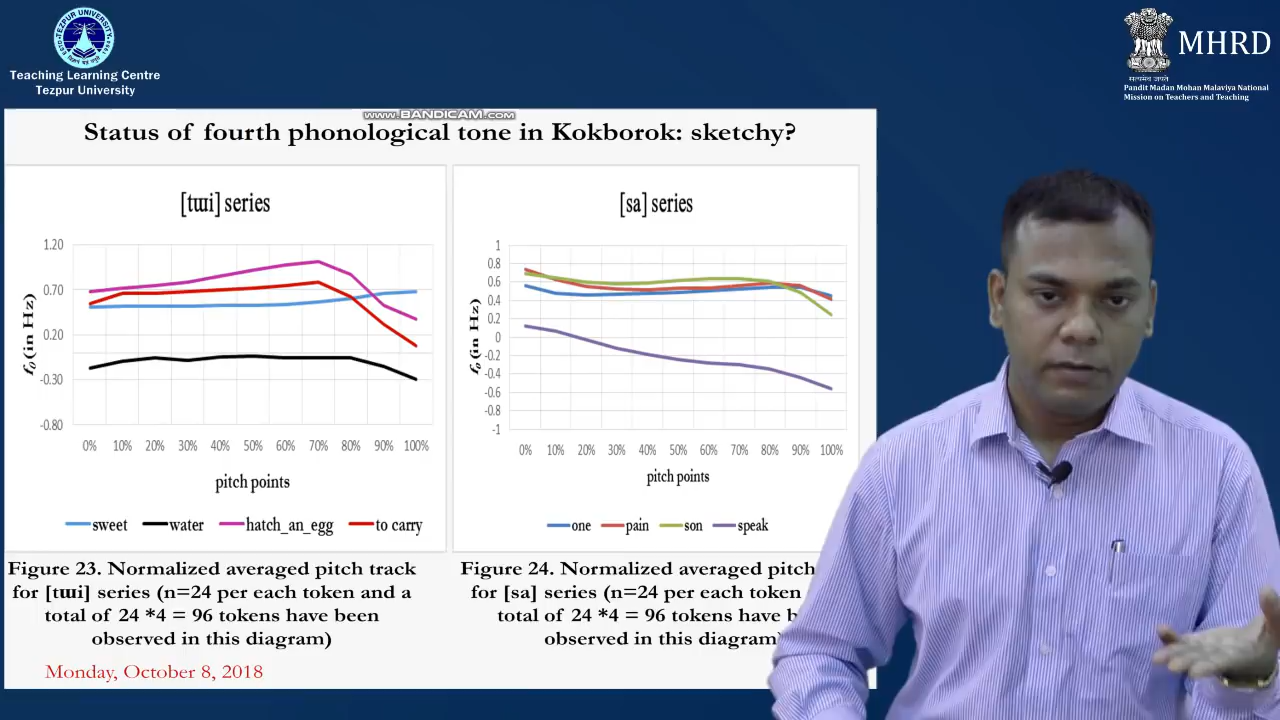 Teaching Learning Centre
Tezpur University
सत्यमेव जयते
MHRD
Pandit Madan Mohan Malaviya National
Mission on Teachers and Teaching
WWW.BANDICAM.COM
Status of fourth phonological tone in Kokborok: sketchy?
[tɯi] series
1.20
0.70
0.20
-0.30
-0.80
f0 (in Hz)
0% 10% 20% 30% 40% 50% 60% 70% 80% 90% 100%
pitch points
sweet water hatch_an_egg to carry
[sa] series
1
0.8
0.6
0.4
0.2
0
-0.2
-0.4
-0.6
-0.8
-1
f0 (in Hz)
0% 10% 20% 30% 40% 50% 60% 70% 80% 90% 100%
pitch points
one pain son speak
Figure 23. Normalized averaged pitch track
for [tɯi] series (n=24 per each token and a
total of 24 *4 = 96 tokens have been
observed in this diagram)
Figure 24. Normalized averaged pitch
for [sa] series (n=24 per each token
total of 24 *4 = 96 tokens have b
observed in this diagram)
Monday, October 8, 2018